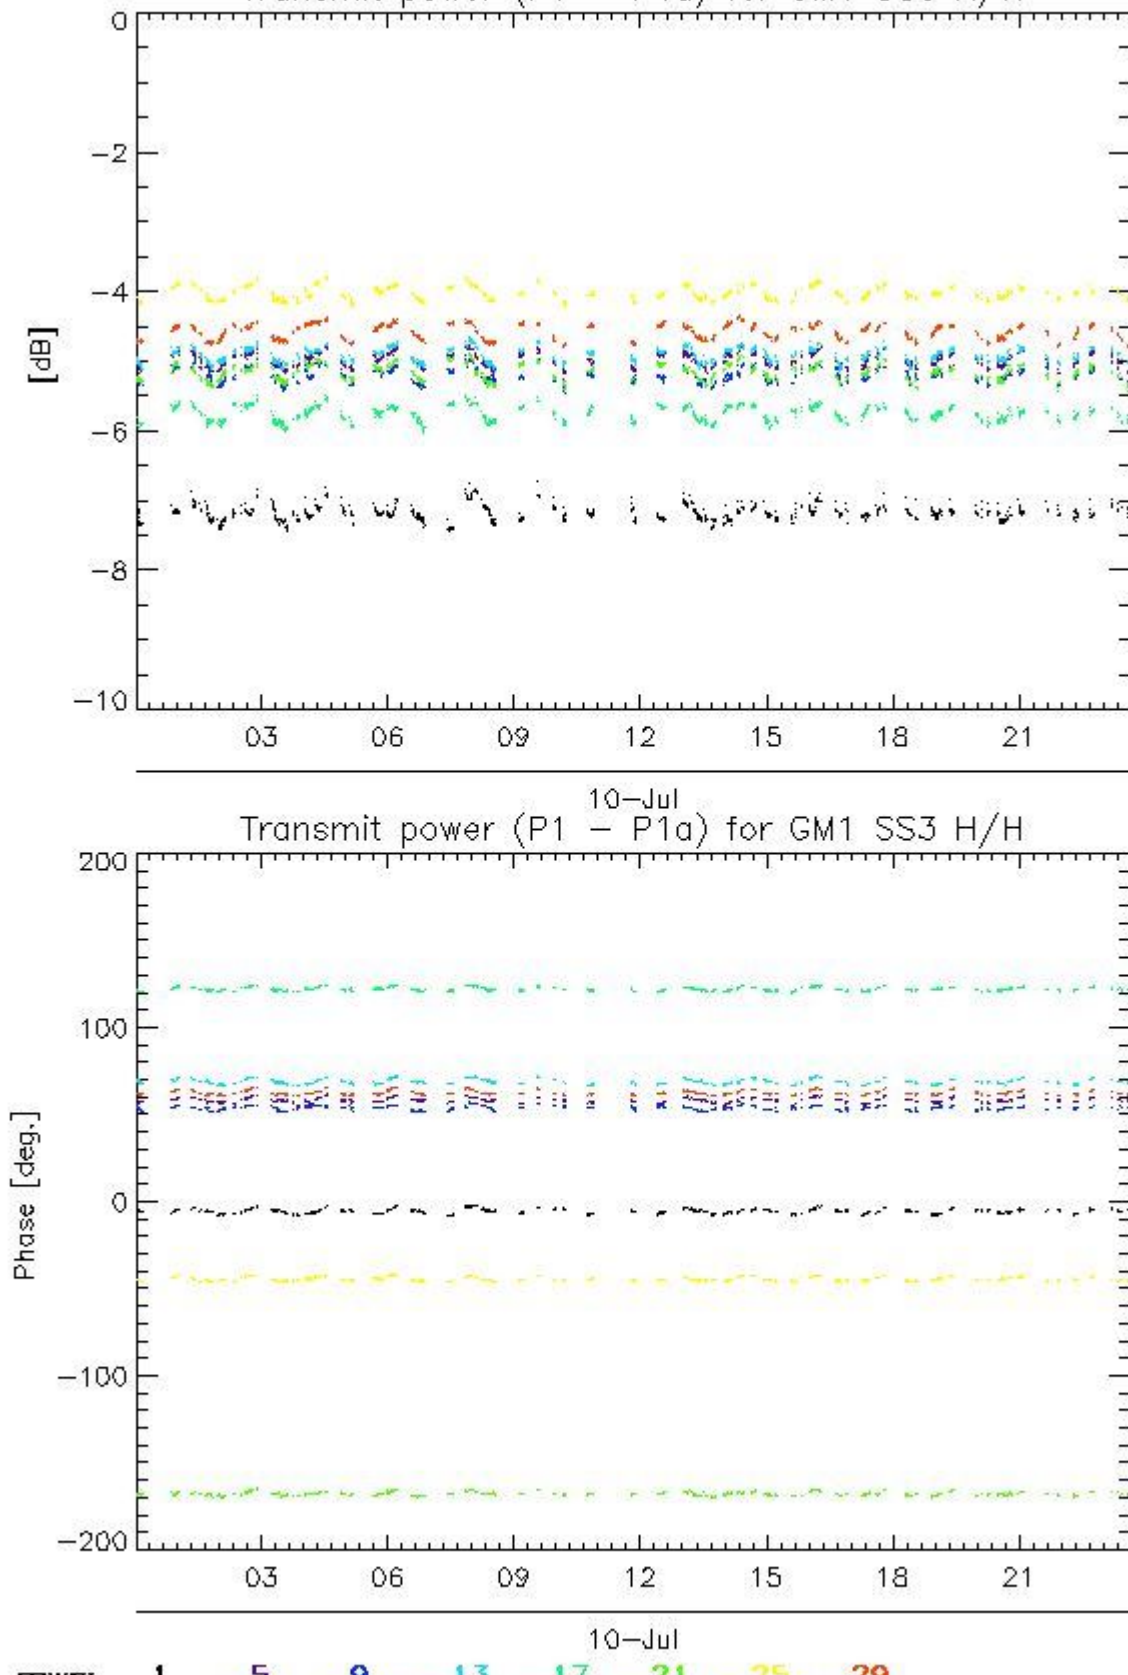 0
−2
−4
[dB]
−6
−8
−10
03 06 09 12 15 18 21
10−Jul
Transmit power (P1 − P1a) for GM1 SS3 H/H
200
100
Phase [deg.]
0
−100
−200
03 06 09 12 15 18 21
10−Jul
1 5 9 13 17 21 25 29